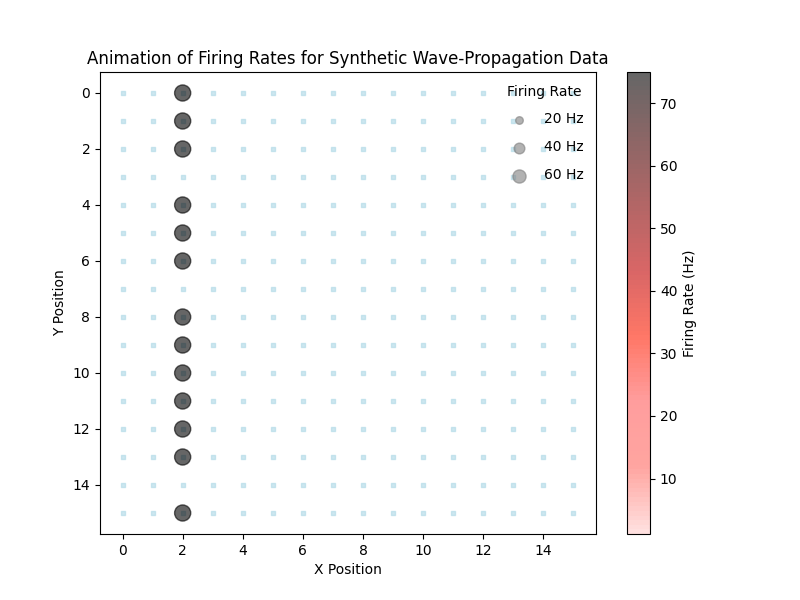 Animation of Firing Rates for Synthetic Wave-Propagation Data
Firing Rate
20 Hz
40 Hz
60 Hz
0
2
4
6
8
10
12
14
Y Position
0 2 4 6 8 10 12 14
X Position
70
60
50
40
30
20
10
Firing Rate (Hz)